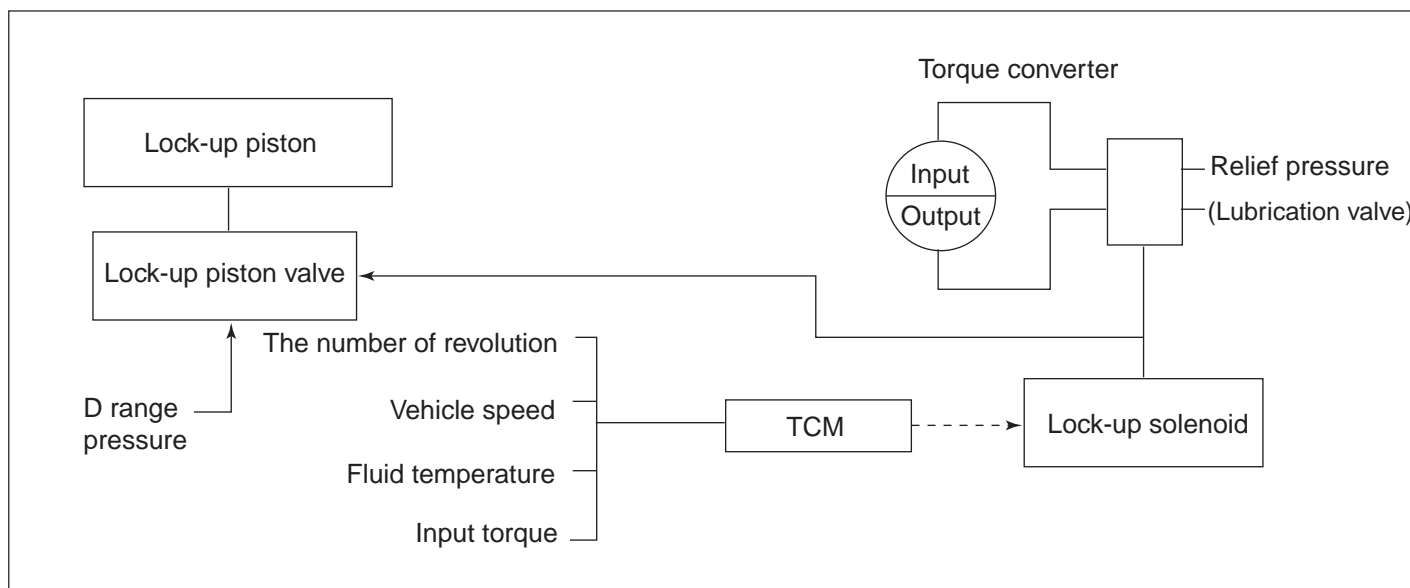 Torque converter
Lock-up piston
Input
Output
Relief pressure
(Lubrication valve)
Lock-up piston valve
The number of revolution
D range
pressure
Vehicle speed
TCM
Lock-up solenoid
Fluid temperature
Input torque